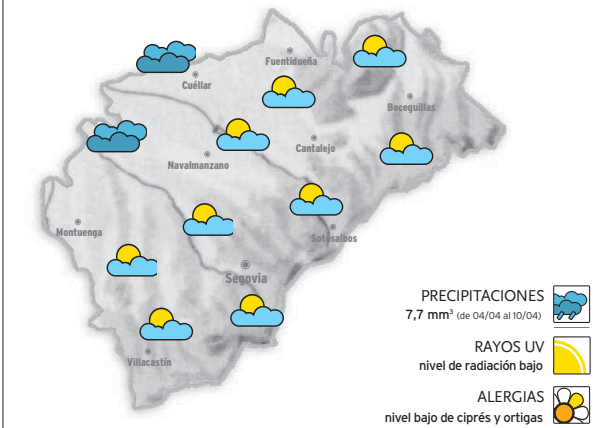 Fuentidueña
Cuéllar
Boceguillas
Cantalejo
Navalmanzano
Montuenga
Sotosalbos
Segovia
Villacastín
PRECIPITACIONES
7,7 mm³ (de 04/04 al 10/04)
RAYOS UV
nivel de radiación bajo
ALERGIAS
nivel bajo de ciprés y ortigas